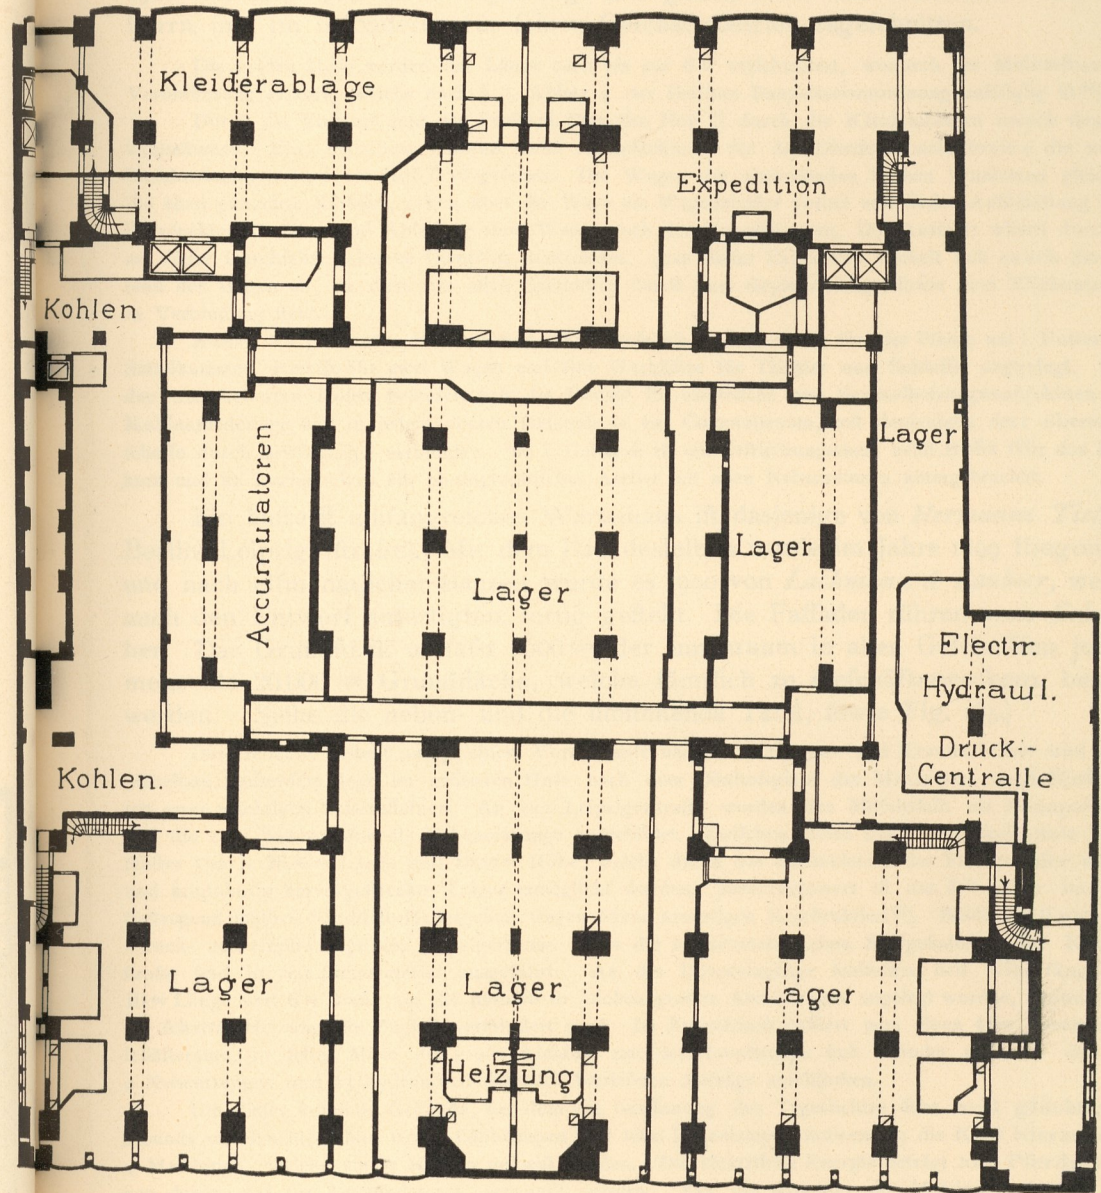 Kleiderablage
Expedition
Kohlen
Accumulatoren
Lager
Lager
Lager
Electr.
Hydraul.
Druck-
Centralle
Kohlen.
Lager
Lager
Lager
Heizung